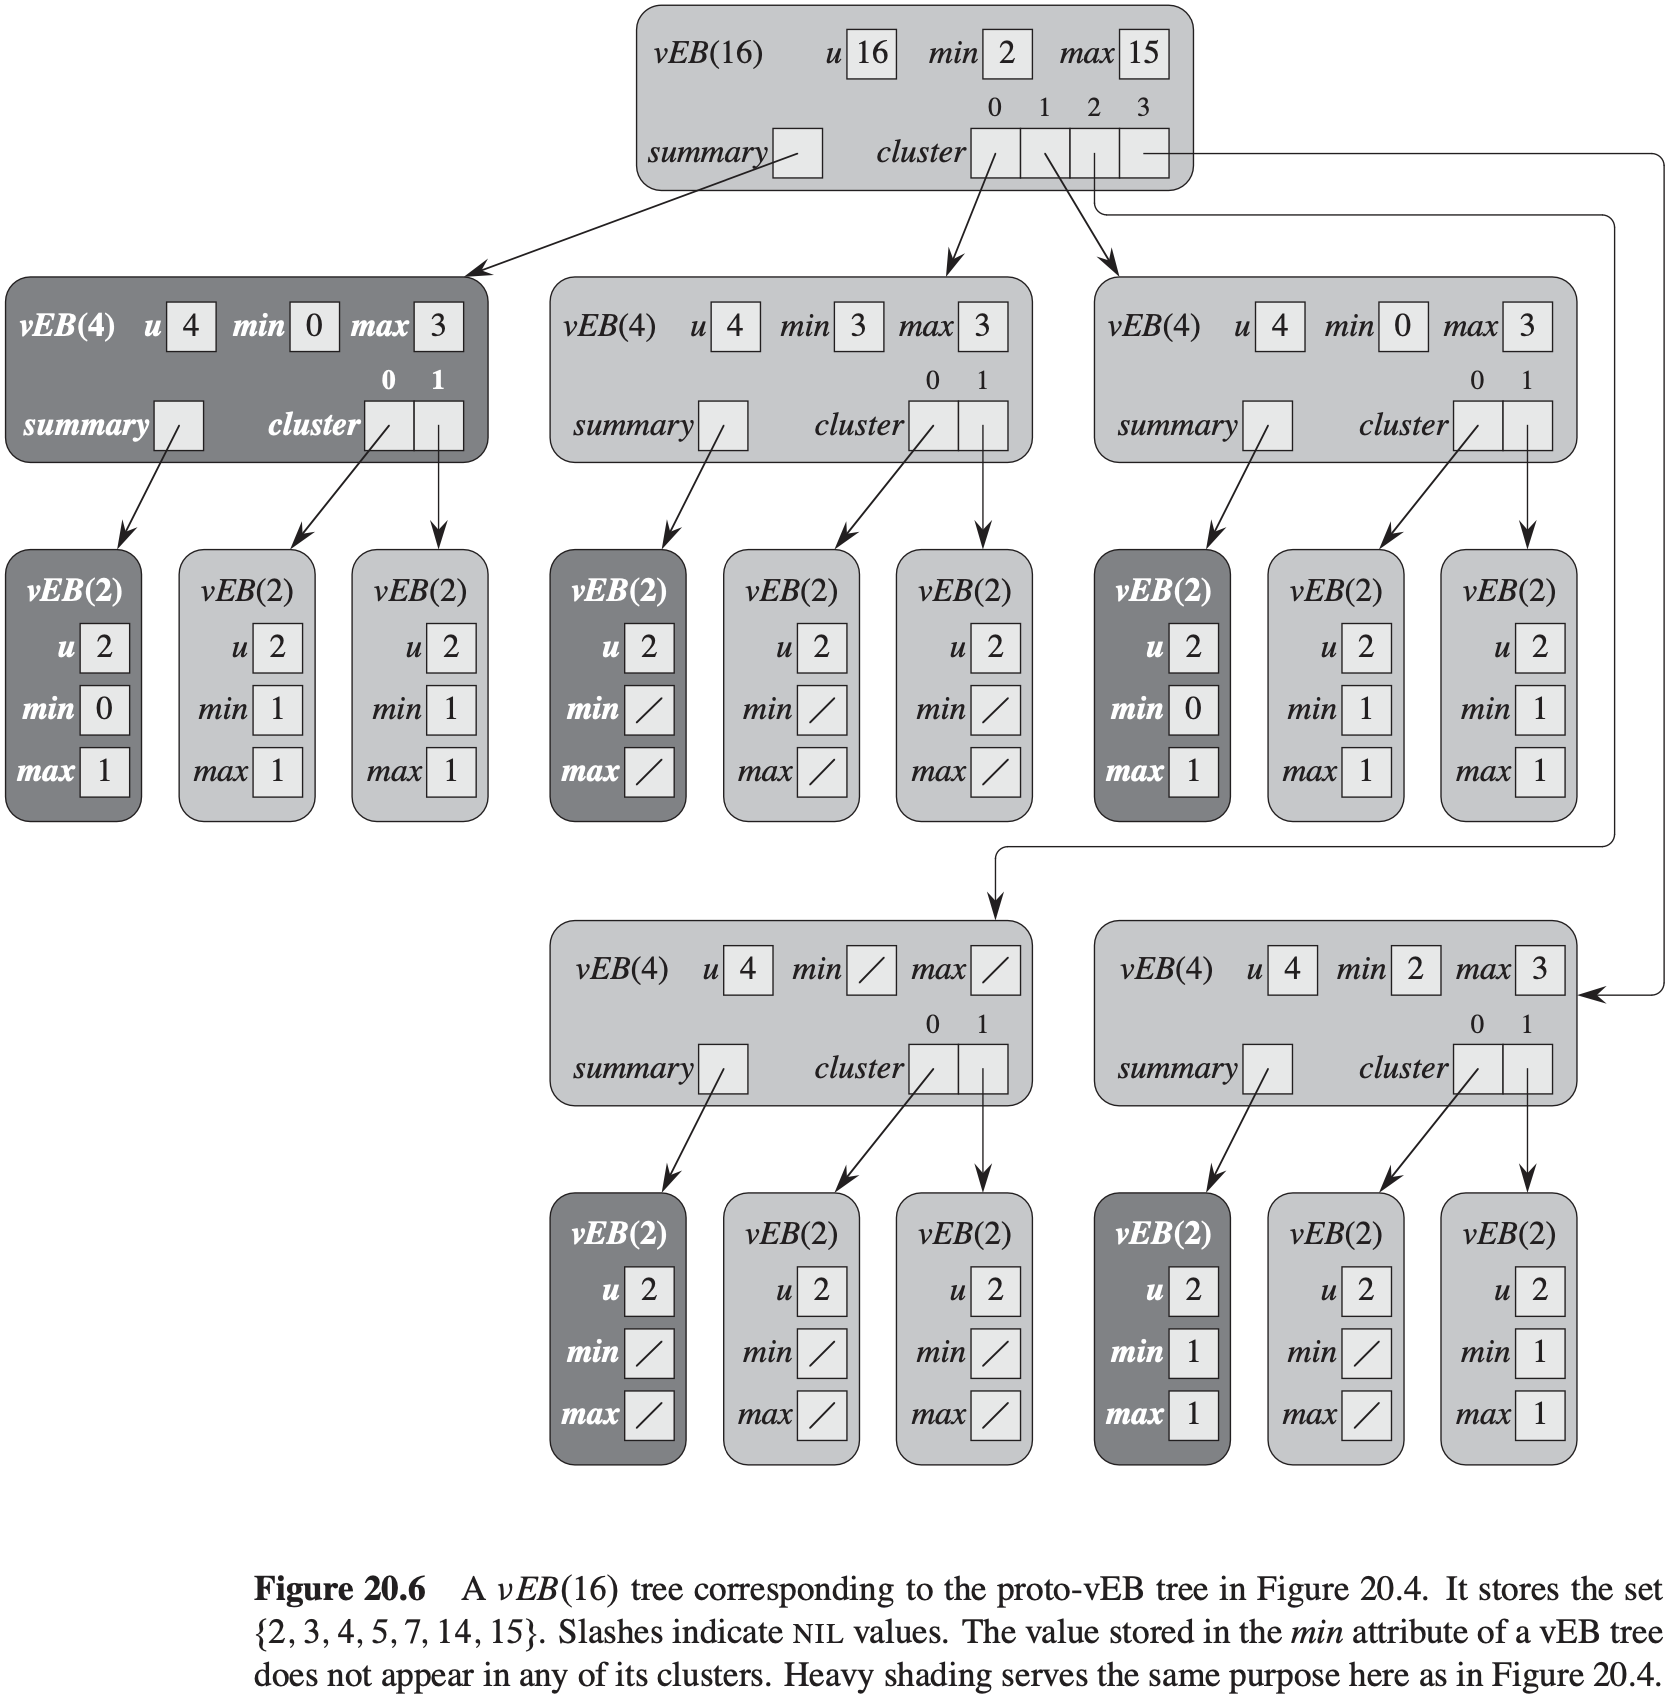 vEB(16) u 16 min 2 max 15
0 1 2 3
summary cluster
vEB(4) u 4 min 0 max 3
0 1
summary cluster
vEB(4) u 4 min 3 max 3
0 1
summary cluster
vEB(4) u 4 min 0 max 3
0 1
summary cluster
vEB(2)
u 2
min 0
max 1
vEB(2)
u 2
min 1
max 1
vEB(2)
u 2
min 1
max 1
vEB(2)
u 2
min /
max /
vEB(2)
u 2
min /
max /
vEB(2)
u 2
min /
max /
vEB(2)
u 2
min 0
max 1
vEB(2)
u 2
min 1
max 1
vEB(2)
u 2
min 1
max 1
vEB(4) u 4 min / max /
0 1
summary cluster
vEB(4) u 4 min 2 max 3
0 1
summary cluster
vEB(2)
u 2
min /
max /
vEB(2)
u 2
min /
max /
vEB(2)
u 2
min /
max /
vEB(2)
u 2
min 1
max 1
vEB(2)
u 2
min /
max /
vEB(2)
u 2
min 1
max 1
Figure 20.6 A vEB(16) tree corresponding to the proto-vEB tree in Figure 20.4. It stores the set
{2, 3, 4, 5, 7, 14, 15}. Slashes indicate NIL values. The value stored in the min attribute of a vEB tree
does not appear in any of its clusters. Heavy shading serves the same purpose here as in Figure 20.4.